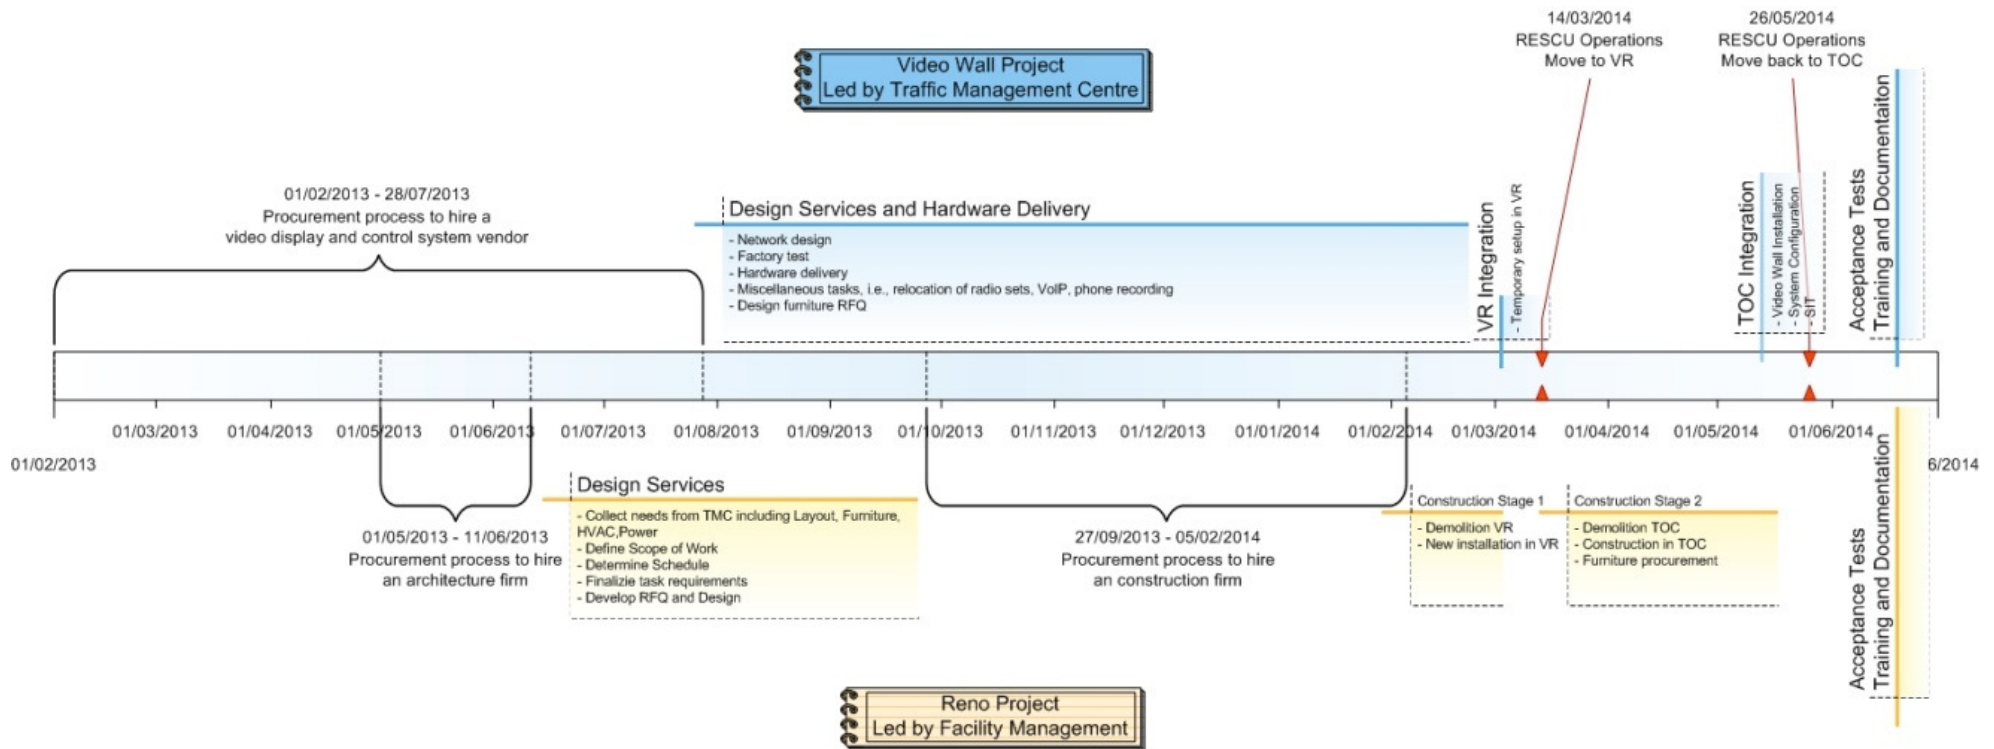 14/03/2014
RESCU Operations
Move to VR
26/05/2014
RESCU Operations
Move back to TOC
Video Wall Project
Led by Traffic Management Centre
01/02/2013 - 28/07/2013
Procurement process to hire a
video display and control system vendor
Design Services and Hardware Delivery
- Network design
- Factory test
- Hardware delivery
- Miscellaneous tasks, i.e., relocation of radio sets, VoIP, phone recording
- Design furniture RFQ
VR Integration
- Temporary setup in VR
TOC Integration
- Video Wall Installation
- System Configuration
- SIT
Acceptance Tests
Training and Documentaiton
01/02/2013
01/03/2013
01/04/2013
01/05/2013
01/06/2013
01/07/2013
01/08/2013
01/09/2013
01/10/2013
01/11/2013
01/12/2013
01/01/2014
01/02/2014
01/03/2014
01/04/2014
01/05/2014
01/06/2014
6/2014
01/05/2013 - 11/06/2013
Procurement process to hire
an architecture firm
Design Services
- Collect needs from TMC including Layout, Furniture,
HVAC,Power
- Define Scope of Work
- Determine Schedule
- Finalizie task requirements
- Develop RFQ and Design
27/09/2013 - 05/02/2014
Procurement process to hire
an construction firm
Construction Stage 1
- Demolition VR
- New installation in VR
Construction Stage 2
- Demolition TOC
- Construction in TOC
- Furniture procurement
Acceptance Tests
Training and Documentation
Reno Project
Led by Facility Management